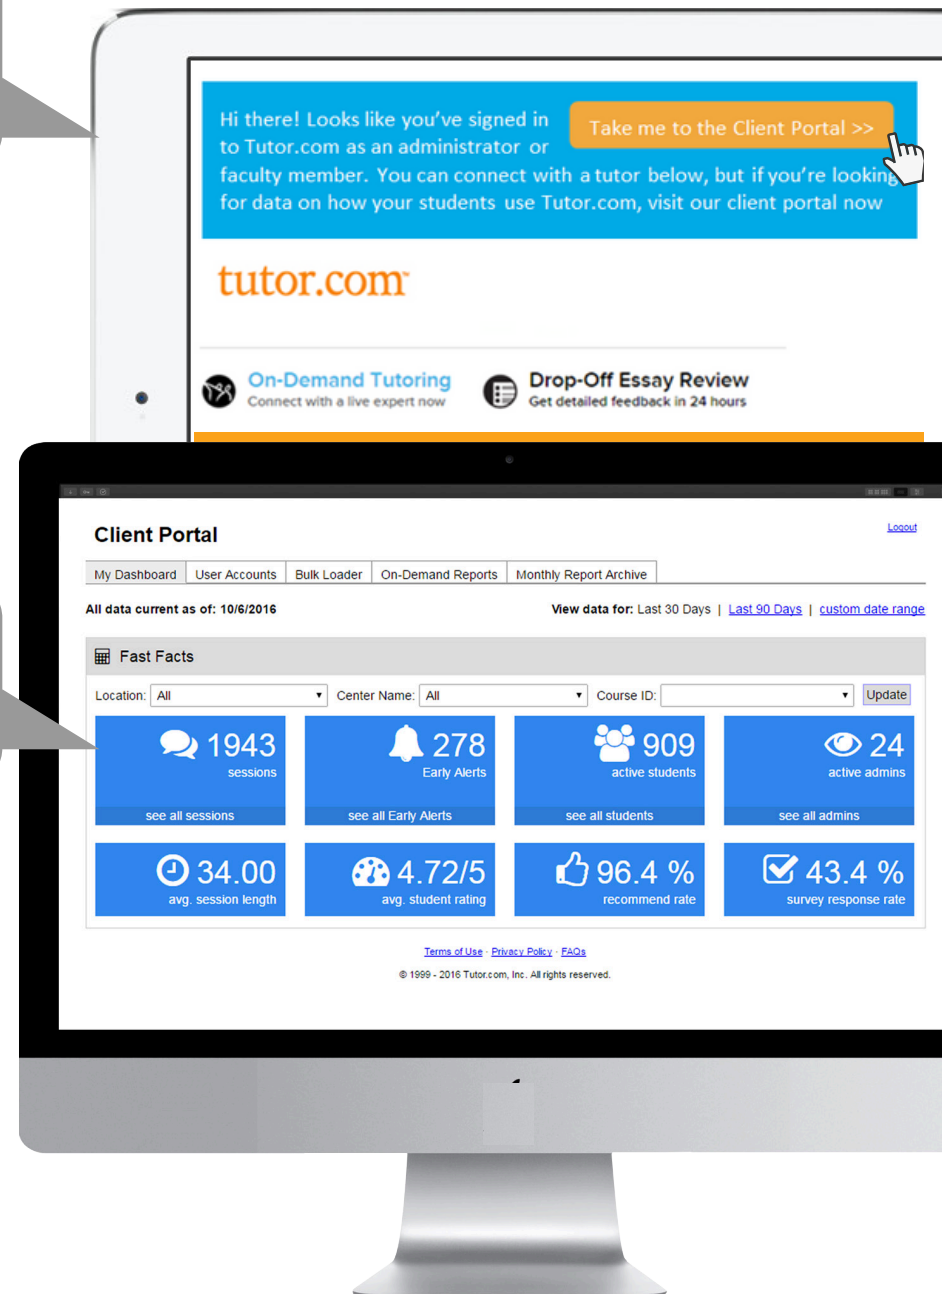 Hi there! Looks like you've signed in
to Tutor.com as an administrator or
faculty member. You can connect with a tutor below, but if you're looking
for data on how your students use Tutor.com, visit our client portal now
Take me to the Client Portal >>
tutor.com
On-Demand Tutoring
Connect with a live expert now
Drop-Off Essay Review
Get detailed feedback in 24 hours
Client Portal
Logout
My Dashboard User Accounts Bulk Loader On-Demand Reports Monthly Report Archive
All data current as of: 10/6/2016 View data for: Last 30 Days | Last 90 Days | custom date range
Fast Facts
Location: All Center Name: All Course ID: Update
1943
sessions
see all sessions
278
Early Alerts
see all Early Alerts
909
active students
see all students
24
active admins
see all admins
34.00
avg. session length
4.72/5
avg. student rating
96.4 %
recommend rate
43.4 %
survey response rate
Terms of Use · Privacy Policy · FAQs
© 1999 - 2016 Tutor.com, Inc. All rights reserved.